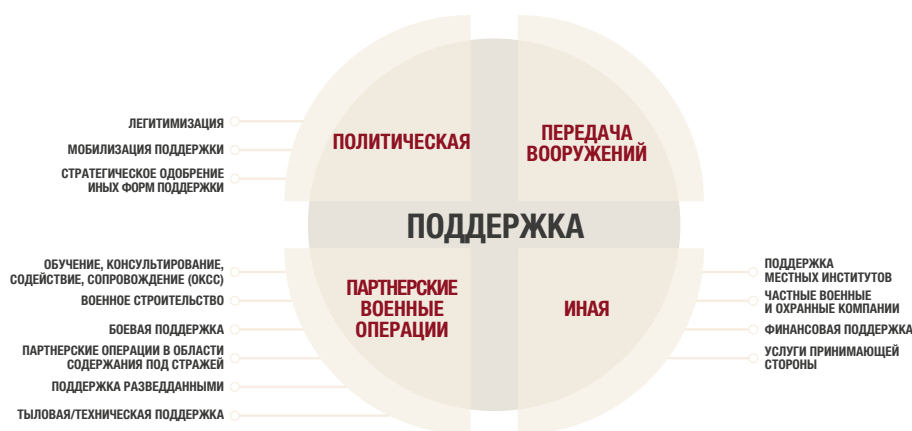 ЛЕГИТИМИЗАЦИЯ
МОБИЛИЗАЦИЯ ПОДДЕРЖКИ
СТРАТЕГИЧЕСКОЕ ОДОБРЕНИЕ
ИНЫХ ФОРМ ПОДДЕРЖКИ
ПОЛИТИЧЕСКАЯ
ПЕРЕДАЧА
ВООРУЖЕНИЙ
ПОДДЕРЖКА
ОБУЧЕНИЕ, КОНСУЛЬТИРОВАНИЕ,
СОДЕЙСТВИЕ, СОПРОВОЖДЕНИЕ (ОКСС)
ВОЕННОЕ СТРОИТЕЛЬСТВО
БОЕВАЯ ПОДДЕРЖКА
ПАРТНЕРСКИЕ ОПЕРАЦИИ В ОБЛАСТИ
СОДЕРЖАНИЯ ПОД СТРАЖЕЙ
ПОДДЕРЖКА РАЗВЕДДАННЫМИ
ТЫЛОВАЯ/ТЕХНИЧЕСКАЯ ПОДДЕРЖКА
ПАРТНЕРСКИЕ
ВОЕННЫЕ
ОПЕРАЦИИ
ИНАЯ
ПОДДЕРЖКА
МЕСТНЫХ ИНСТИТУТОВ
ЧАСТНЫЕ ВОЕННЫЕ
И ОХРАННЫЕ КОМПАНИИ
ФИНАНСОВАЯ ПОДДЕРЖКА
УСЛУГИ ПРИНИМАЮЩЕЙ
СТОРОНЫ